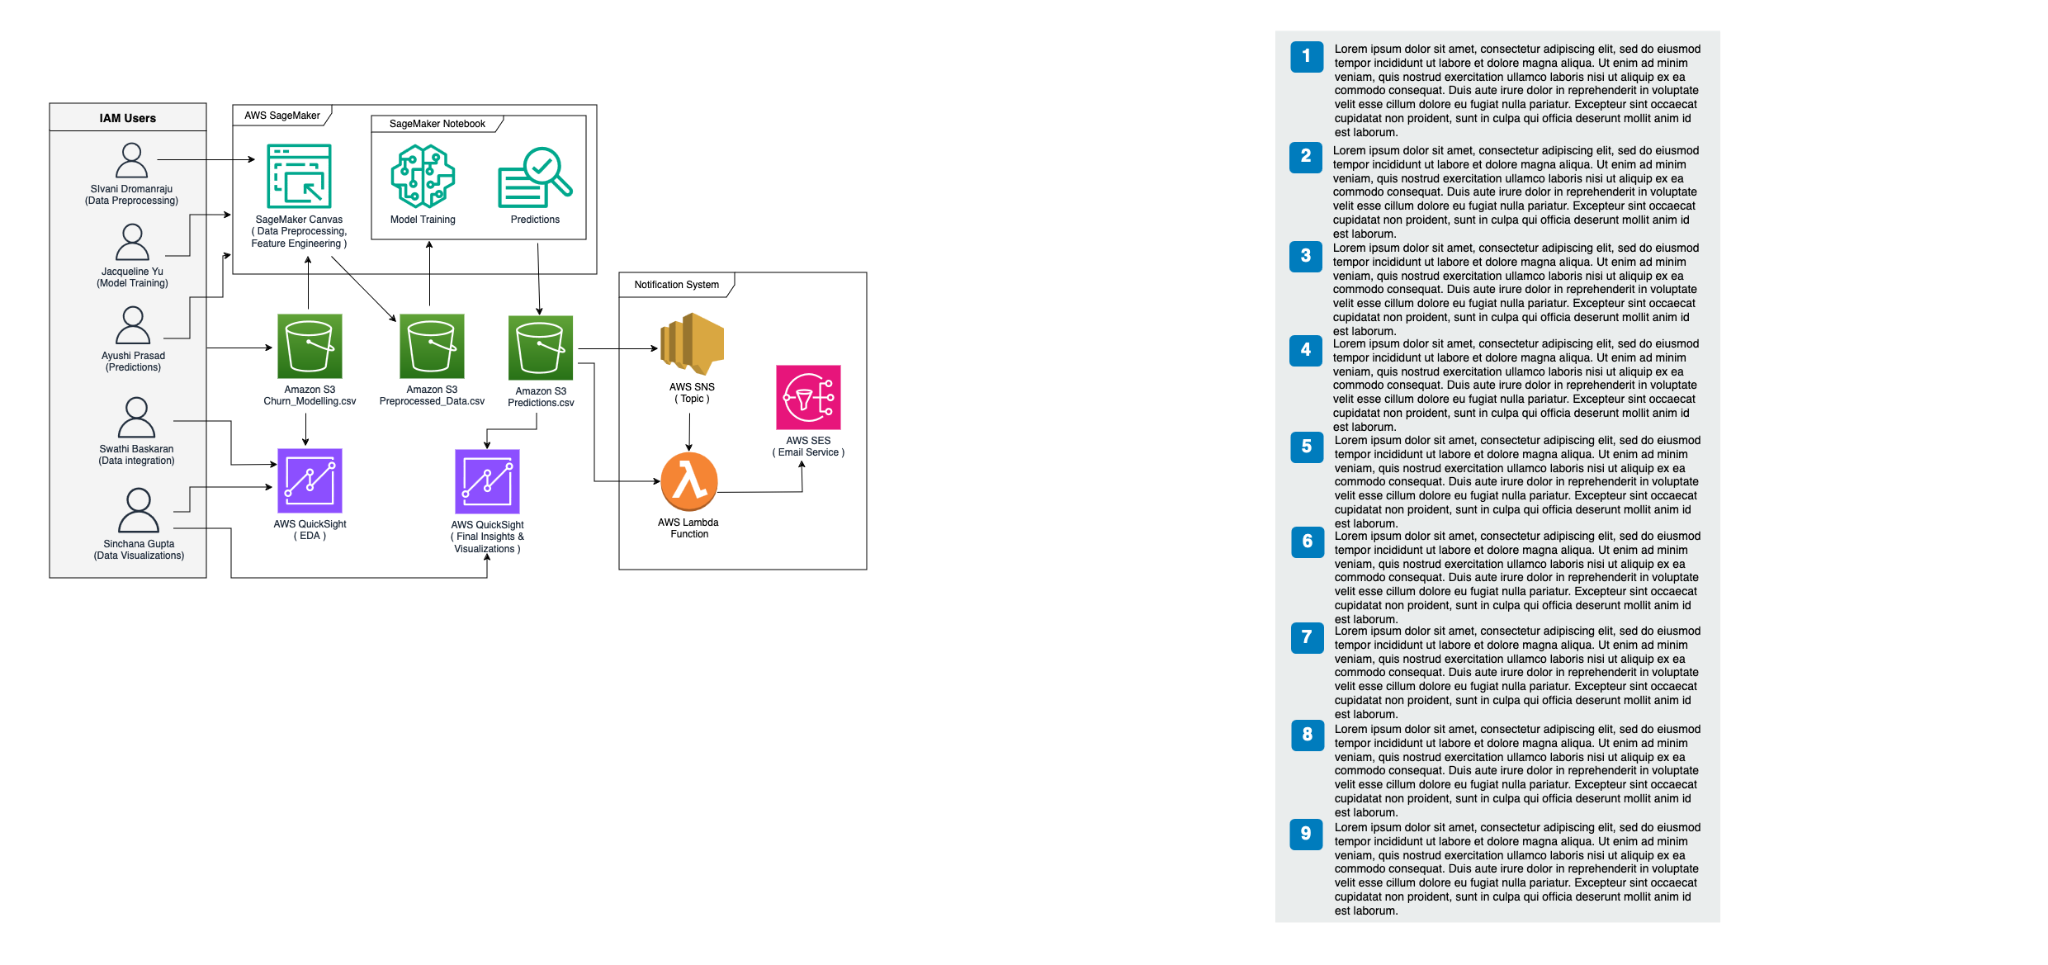 IAM Users
SIvani Dromanraju
(Data Preprocessing)
Jacqueline Yu
(Model Training)
Ayushi Prasad
(Predictions)
Swathi Baskaran
(Data integration)
Sinchana Gupta
(Data Visualizations)
AWS SageMaker
SageMaker Notebook
SageMaker Canvas
( Data Preprocessing,
Feature Engineering )
Model Training
Predictions
Amazon S3
Churn_Modelling.csv
Amazon S3
Preprocessed_Data.csv
Amazon S3
Predictions.csv
AWS QuickSight
( EDA )
AWS QuickSight
( Final Insights &
Visualizations )
Notification System
AWS SNS
( Topic )
AWS SES
( Email Service )
AWS Lambda
Function
1
Lorem ipsum dolor sit amet, consectetur adipiscing elit, sed do eiusmod
tempor incididunt ut labore et dolore magna aliqua. Ut enim ad minim
veniam, quis nostrud exercitation ullamco laboris nisi ut aliquip ex ea
commodo consequat. Duis aute irure dolor in reprehenderit in voluptate
velit esse cillum dolore eu fugiat nulla pariatur. Excepteur sint occaecat
cupidatat non proident, sunt in culpa qui officia deserunt mollit anim id
est laborum.
2
Lorem ipsum dolor sit amet, consectetur adipiscing elit, sed do eiusmod
tempor incididunt ut labore et dolore magna aliqua. Ut enim ad minim
veniam, quis nostrud exercitation ullamco laboris nisi ut aliquip ex ea
commodo consequat. Duis aute irure dolor in reprehenderit in voluptate
velit esse cillum dolore eu fugiat nulla pariatur. Excepteur sint occaecat
cupidatat non proident, sunt in culpa qui officia deserunt mollit anim id
est laborum.
3
Lorem ipsum dolor sit amet, consectetur adipiscing elit, sed do eiusmod
tempor incididunt ut labore et dolore magna aliqua. Ut enim ad minim
veniam, quis nostrud exercitation ullamco laboris nisi ut aliquip ex ea
commodo consequat. Duis aute irure dolor in reprehenderit in voluptate
velit esse cillum dolore eu fugiat nulla pariatur. Excepteur sint occaecat
cupidatat non proident, sunt in culpa qui officia deserunt mollit anim id
est laborum.
4
Lorem ipsum dolor sit amet, consectetur adipiscing elit, sed do eiusmod
tempor incididunt ut labore et dolore magna aliqua. Ut enim ad minim
veniam, quis nostrud exercitation ullamco laboris nisi ut aliquip ex ea
commodo consequat. Duis aute irure dolor in reprehenderit in voluptate
velit esse cillum dolore eu fugiat nulla pariatur. Excepteur sint occaecat
cupidatat non proident, sunt in culpa qui officia deserunt mollit anim id
est laborum.
5
Lorem ipsum dolor sit amet, consectetur adipiscing elit, sed do eiusmod
tempor incididunt ut labore et dolore magna aliqua. Ut enim ad minim
veniam, quis nostrud exercitation ullamco laboris nisi ut aliquip ex ea
commodo consequat. Duis aute irure dolor in reprehenderit in voluptate
velit esse cillum dolore eu fugiat nulla pariatur. Excepteur sint occaecat
cupidatat non proident, sunt in culpa qui officia deserunt mollit anim id
est laborum.
6
Lorem ipsum dolor sit amet, consectetur adipiscing elit, sed do eiusmod
tempor incididunt ut labore et dolore magna aliqua. Ut enim ad minim
veniam, quis nostrud exercitation ullamco laboris nisi ut aliquip ex ea
commodo consequat. Duis aute irure dolor in reprehenderit in voluptate
velit esse cillum dolore eu fugiat nulla pariatur. Excepteur sint occaecat
cupidatat non proident, sunt in culpa qui officia deserunt mollit anim id
est laborum.
7
Lorem ipsum dolor sit amet, consectetur adipiscing elit, sed do eiusmod
tempor incididunt ut labore et dolore magna aliqua. Ut enim ad minim
veniam, quis nostrud exercitation ullamco laboris nisi ut aliquip ex ea
commodo consequat. Duis aute irure dolor in reprehenderit in voluptate
velit esse cillum dolore eu fugiat nulla pariatur. Excepteur sint occaecat
cupidatat non proident, sunt in culpa qui officia deserunt mollit anim id
est laborum.
8
Lorem ipsum dolor sit amet, consectetur adipiscing elit, sed do eiusmod
tempor incididunt ut labore et dolore magna aliqua. Ut enim ad minim
veniam, quis nostrud exercitation ullamco laboris nisi ut aliquip ex ea
commodo consequat. Duis aute irure dolor in reprehenderit in voluptate
velit esse cillum dolore eu fugiat nulla pariatur. Excepteur sint occaecat
cupidatat non proident, sunt in culpa qui officia deserunt mollit anim id
est laborum.
9
Lorem ipsum dolor sit amet, consectetur adipiscing elit, sed do eiusmod
tempor incididunt ut labore et dolore magna aliqua. Ut enim ad minim
veniam, quis nostrud exercitation ullamco laboris nisi ut aliquip ex ea
commodo consequat. Duis aute irure dolor in reprehenderit in voluptate
velit esse cillum dolore eu fugiat nulla pariatur. Excepteur sint occaecat
cupidatat non proident, sunt in culpa qui officia deserunt mollit anim id
est laborum.